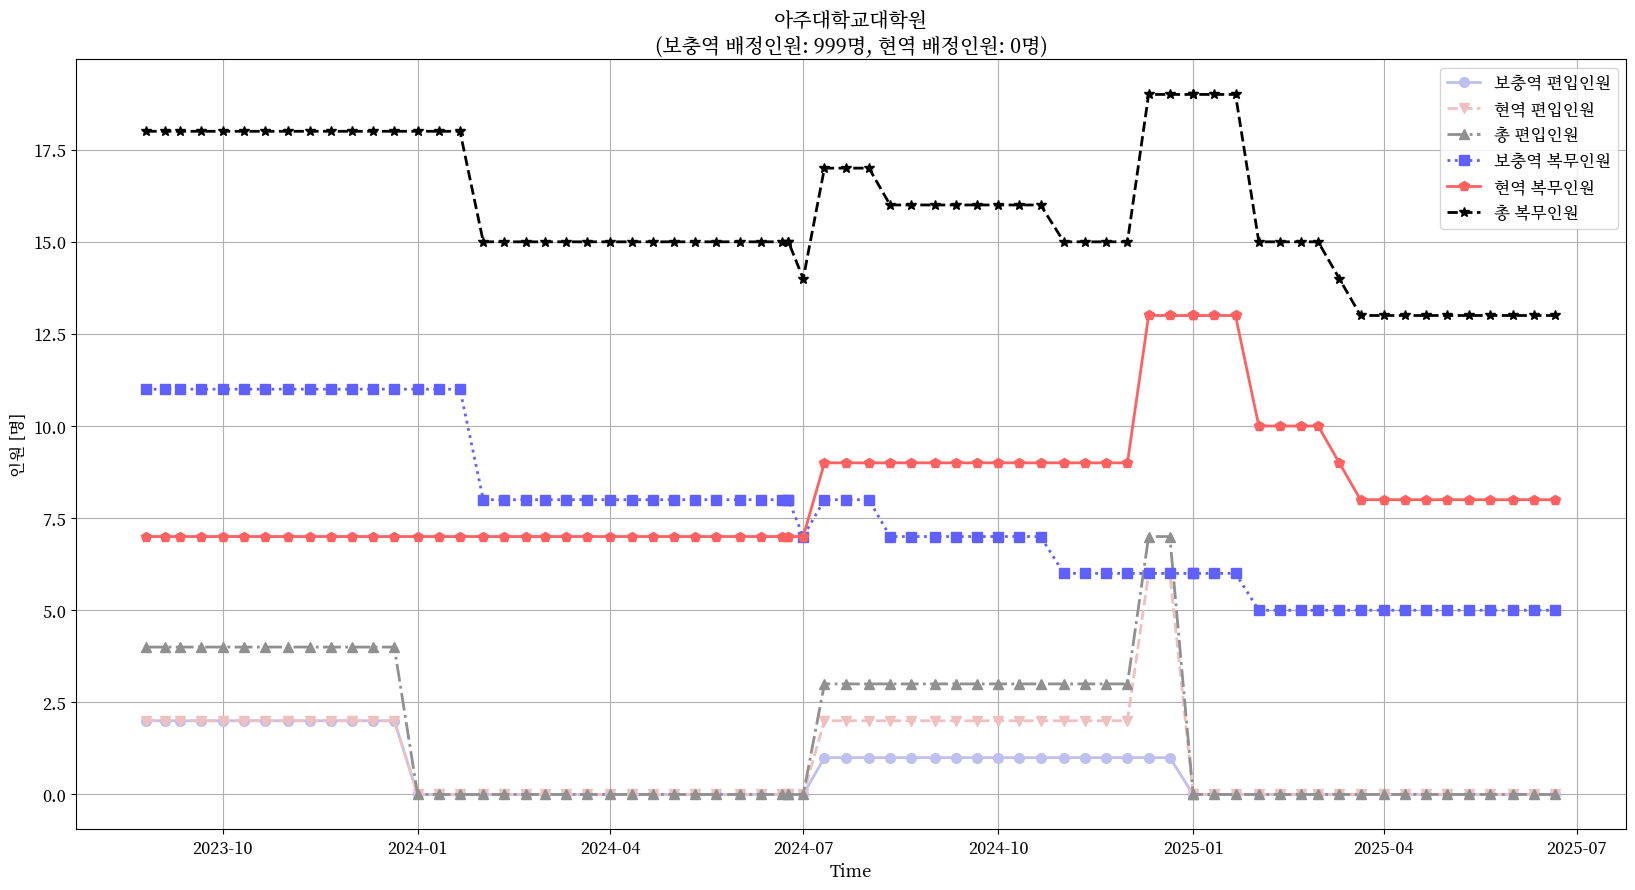 아주대학교대학원
(보충역 배정인원: 999명, 현역 배정인원: 0명)
보충역 편입인원
현역 편입인원
총 편입인원
보충역 복무인원
현역 복무인원
총 복무인원
인원 [명]
17.5
15.0
12.5
10.0
7.5
5.0
2.5
0.0
2023-10
2024-01
2024-04
2024-07
2024-10
2025-01
2025-04
2025-07
Time